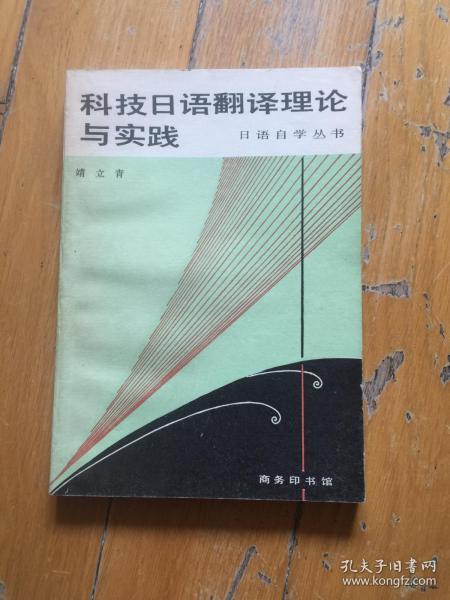 科技日语翻译理论
与实践
日语自学丛书
靖立青
商务印书馆
孔夫子旧书网
www.kongfz.com